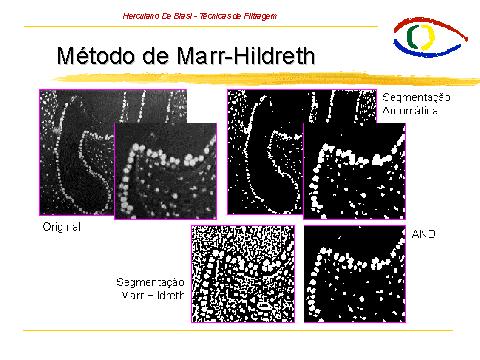 Herculano De Biasi - Técnicas de Filtragem
Método de Marr-Hildreth
Segmentação
Automática
Original
AND
Segmentação
Marr Hildreth